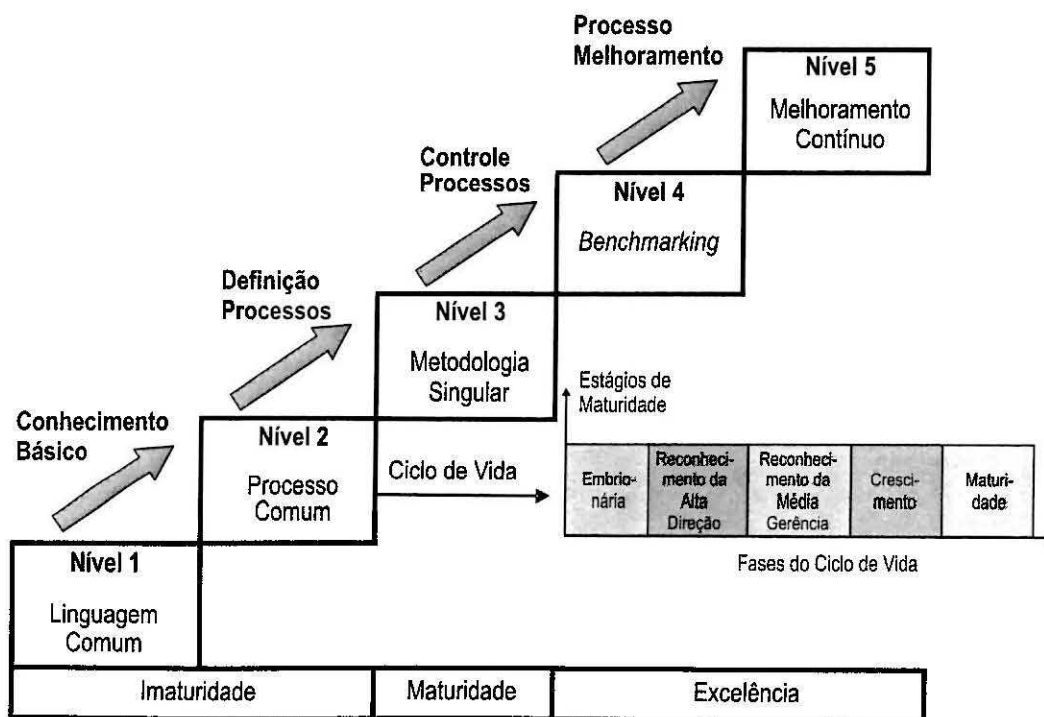 Processo
Melhoramento
Nível 5
Melhoramento
Contínuo
Controle
Processos
Nível 4
Benchmarking
Definição
Processos
Nível 3
Metodologia
Singular
Conhecimento
Básico
Nível 2
Processo
Comum
Ciclo de Vida
Estágios de
Maturidade
Embrio-
nária
Reconheci-
mento da
Alta
Direção
Reconheci-
mento da
Média
Gerência
Cresci-
mento
Maturi-
dade
Fases do Ciclo de Vida
Nível 1
Linguagem
Comum
Imaturidade
Maturidade
Excelência